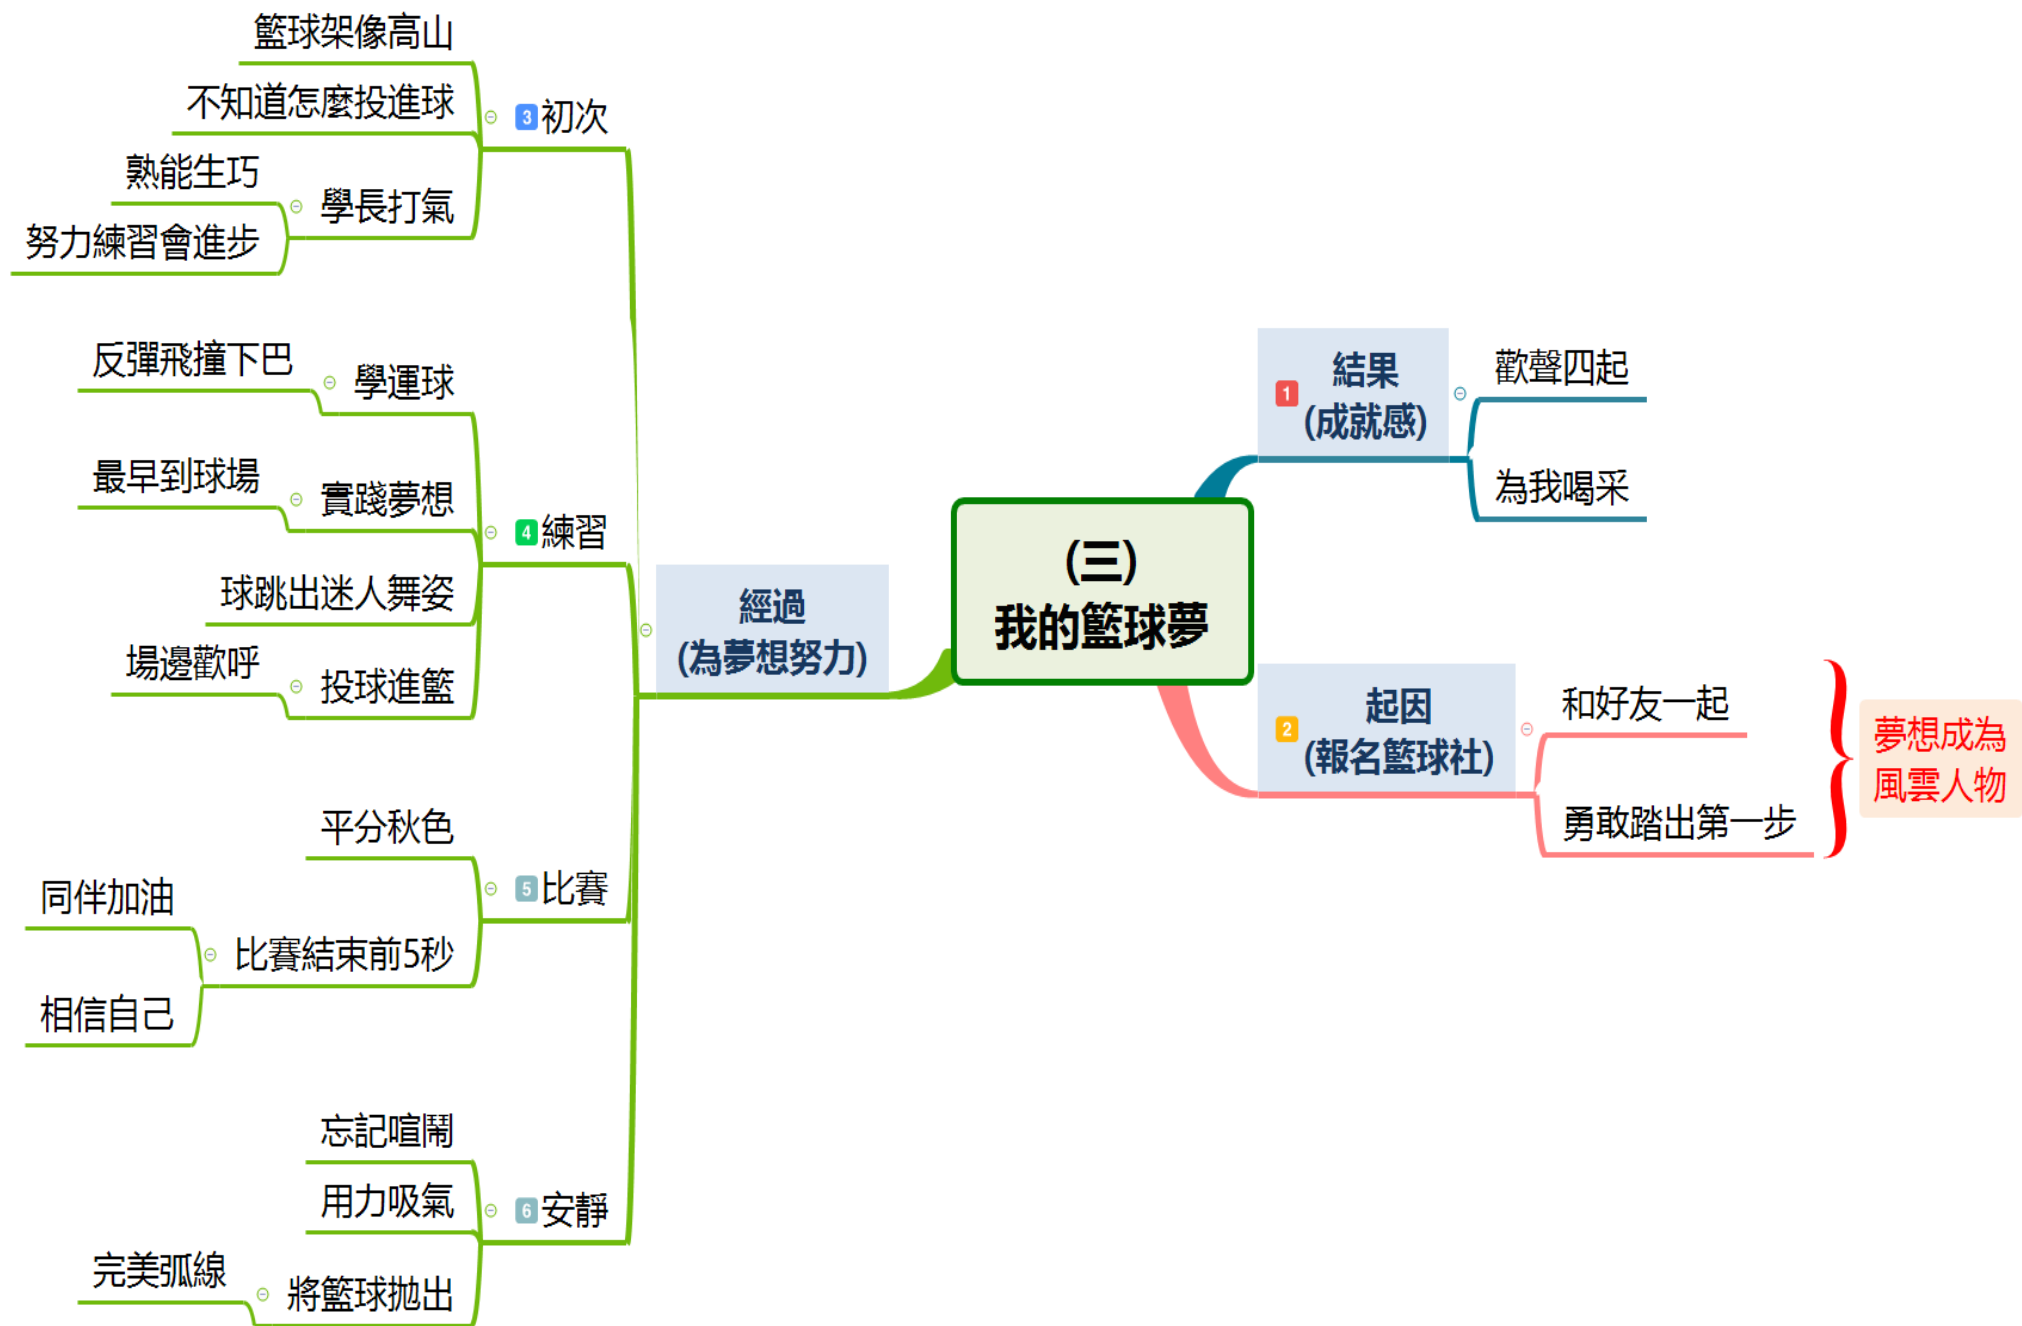 (三)
我的籃球夢
1
結果
(成就感)
歡聲四起
為我喝采
2
起因
(報名籃球社)
和好友一起
勇敢踏出第一步
夢想成為
風雲人物
經過
(為夢想努力)
3 初次
籃球架像高山
不知道怎麼投進球
學長打氣
熟能生巧
努力練習會進步
4 練習
學運球
反彈飛撞下巴
實踐夢想
最早到球場
球跳出迷人舞姿
投球進籃
場邊歡呼
5 比賽
平分秋色
比賽結束前5秒
同伴加油
相信自己
6 安靜
忘記喧鬧
用力吸氣
將籃球拋出
完美弧線